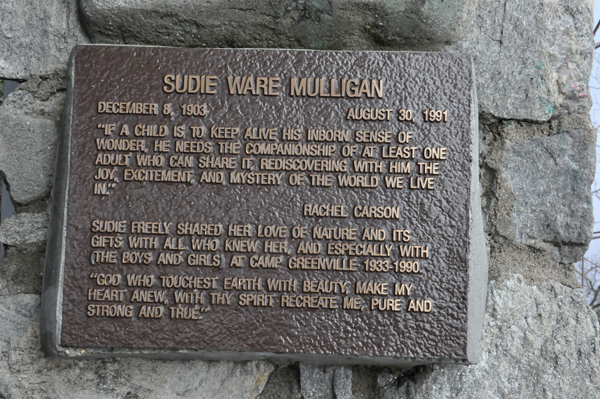 SUDIE WARE MULLIGAN
DECEMBER 8, 1903 AUGUST 30, 1991
"IF A CHILD IS TO KEEP ALIVE HIS INBORN SENSE OF
WONDER, HE NEEDS THE COMPANIONSHIP OF AT LEAST ONE
ADULT WHO CAN SHARE IT, REDISCOVERING WITH HIM THE
JOY, EXCITEMENT, AND MYSTERY OF THE WORLD WE LIVE
IN."
RACHEL CARSON
SUDIE FREELY SHARED HER LOVE OF NATURE AND ITS
GIFTS WITH ALL WHO KNEW HER, AND ESPECIALLY WITH
(THE BOYS AND GIRLS) AT CAMP GREENVILLE 1933-1990.
"GOD WHO TOUCHEST EARTH WITH BEAUTY, MAKE MY
HEART ANEW, WITH THY SPIRIT RECREATE ME, PURE AND
STRONG AND TRUE."